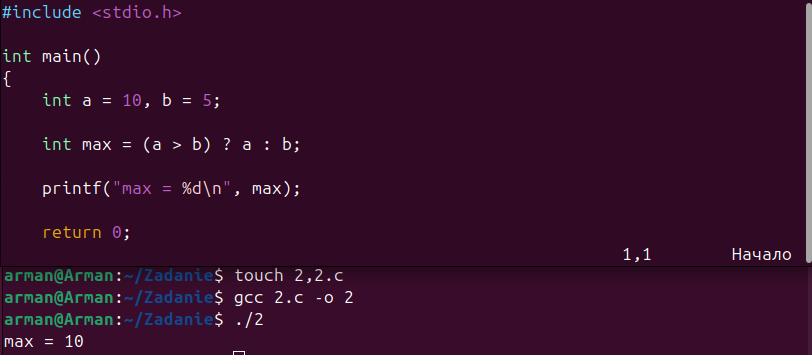 #include <stdio.h>
int main()
{
    int a = 10, b = 5;
    int max = (a > b) ? a : b;
    printf("max = %d\n", max);
    return 0;
1,1 Начало
arman@Arman:~/Zadanie$ touch 2,2.c
arman@Arman:~/Zadanie$ gcc 2.c -o 2
arman@Arman:~/Zadanie$ ./2
max = 10